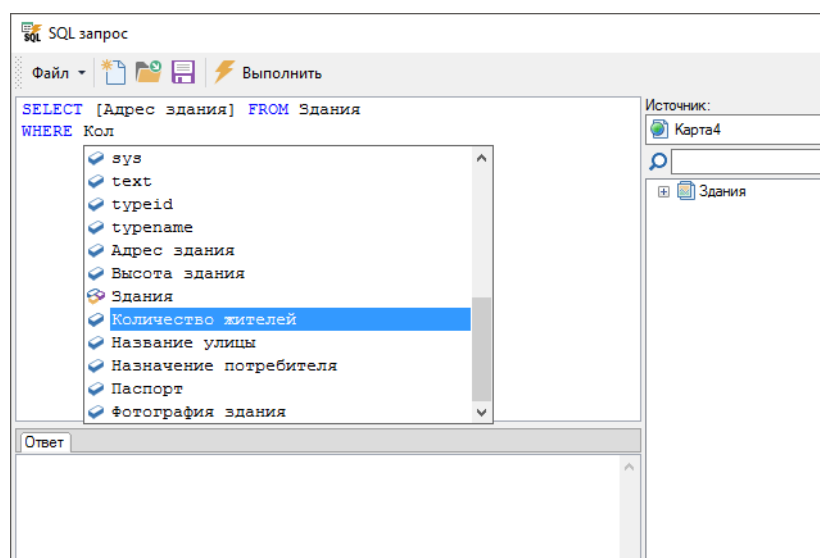 SQL запрос
Файл Выполнить
SELECT [Адрес здания] FROM Здания
WHERE Кол
sys
text
typeid
typename
Адрес здания
Высота здания
Здания
Количество жителей
Название улицы
Назначение потребителя
Паспорт
Фотография здания
Ответ
Источник:
Карта4
Здания